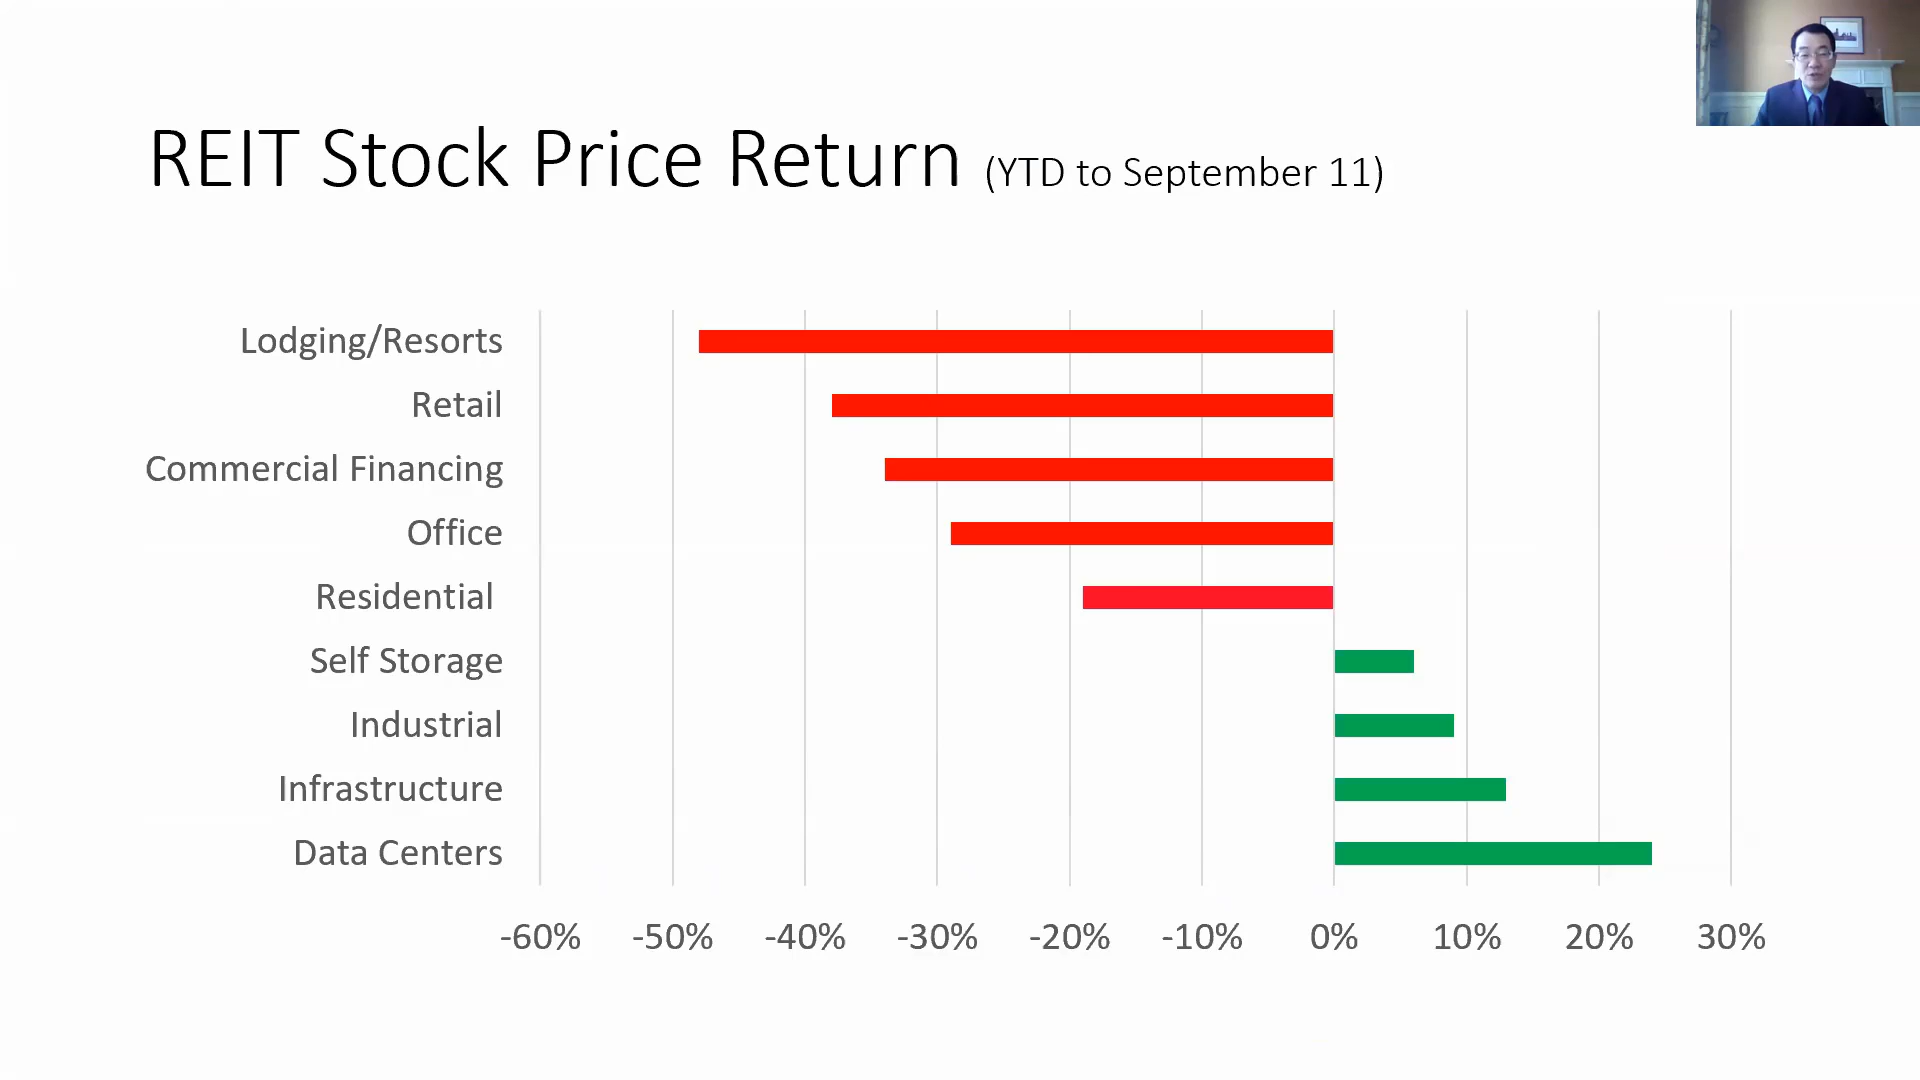 REIT Stock Price Return (YTD to September 11)
Lodging/Resorts
Retail
Commercial Financing
Office
Residential
Self Storage
Industrial
Infrastructure
Data Centers
-60% -50% -40% -30% -20% -10% 0% 10% 20% 30%